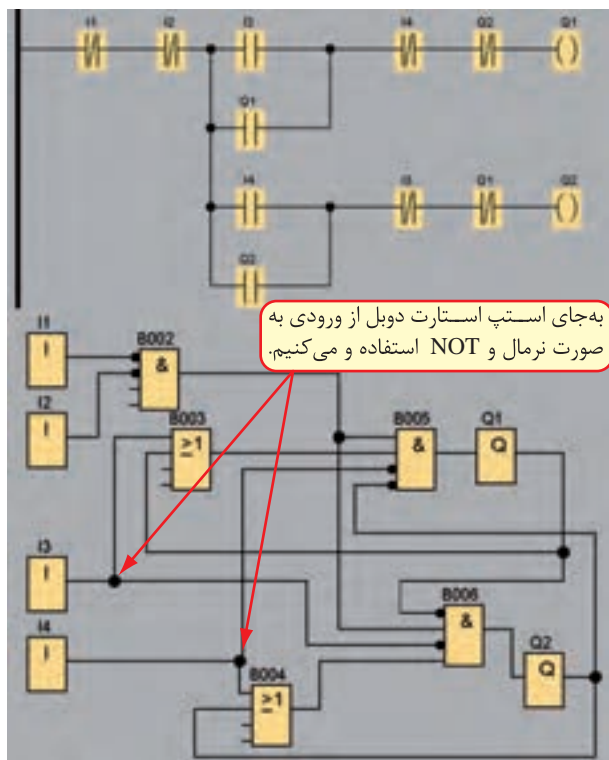 I1 I2 I3 I4 Q2 Q1
Q1
I4 I3 Q1 Q2
Q2
به‌جای استپ استارت دوبل از ورودی به
صورت نرمال و NOT استفاده و می‌کنیم.
I1
I
B002
&
I2
I
B003
≥1
B005
&
Q1
Q
I3
I
B006
&
I4
I
B004
≥1
Q2
Q